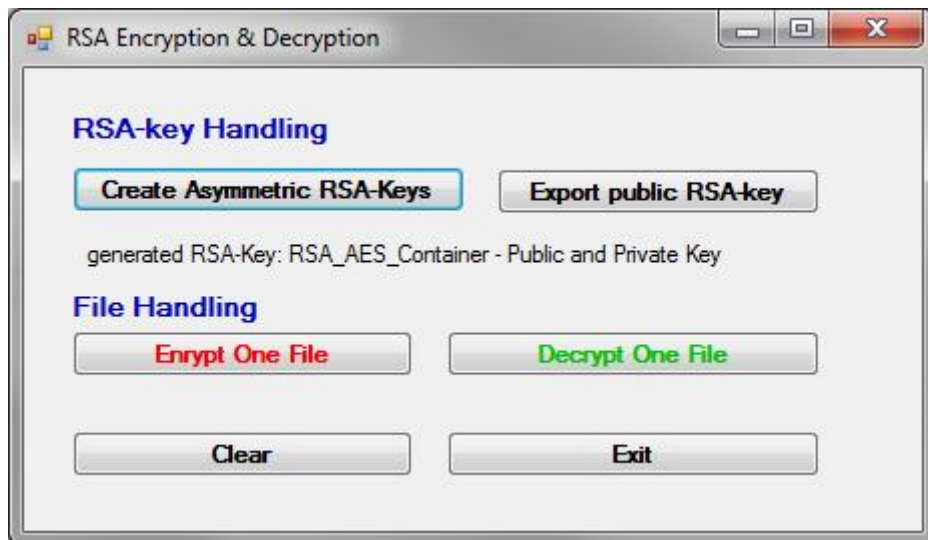 RSA Encryption & Decryption
RSA-key Handling
Create Asymmetric RSA-Keys
Export public RSA-key
generated RSA-Key: RSA_AES_Container - Public and Private Key
File Handling
Enrypt One File
Decrypt One File
Clear
Exit